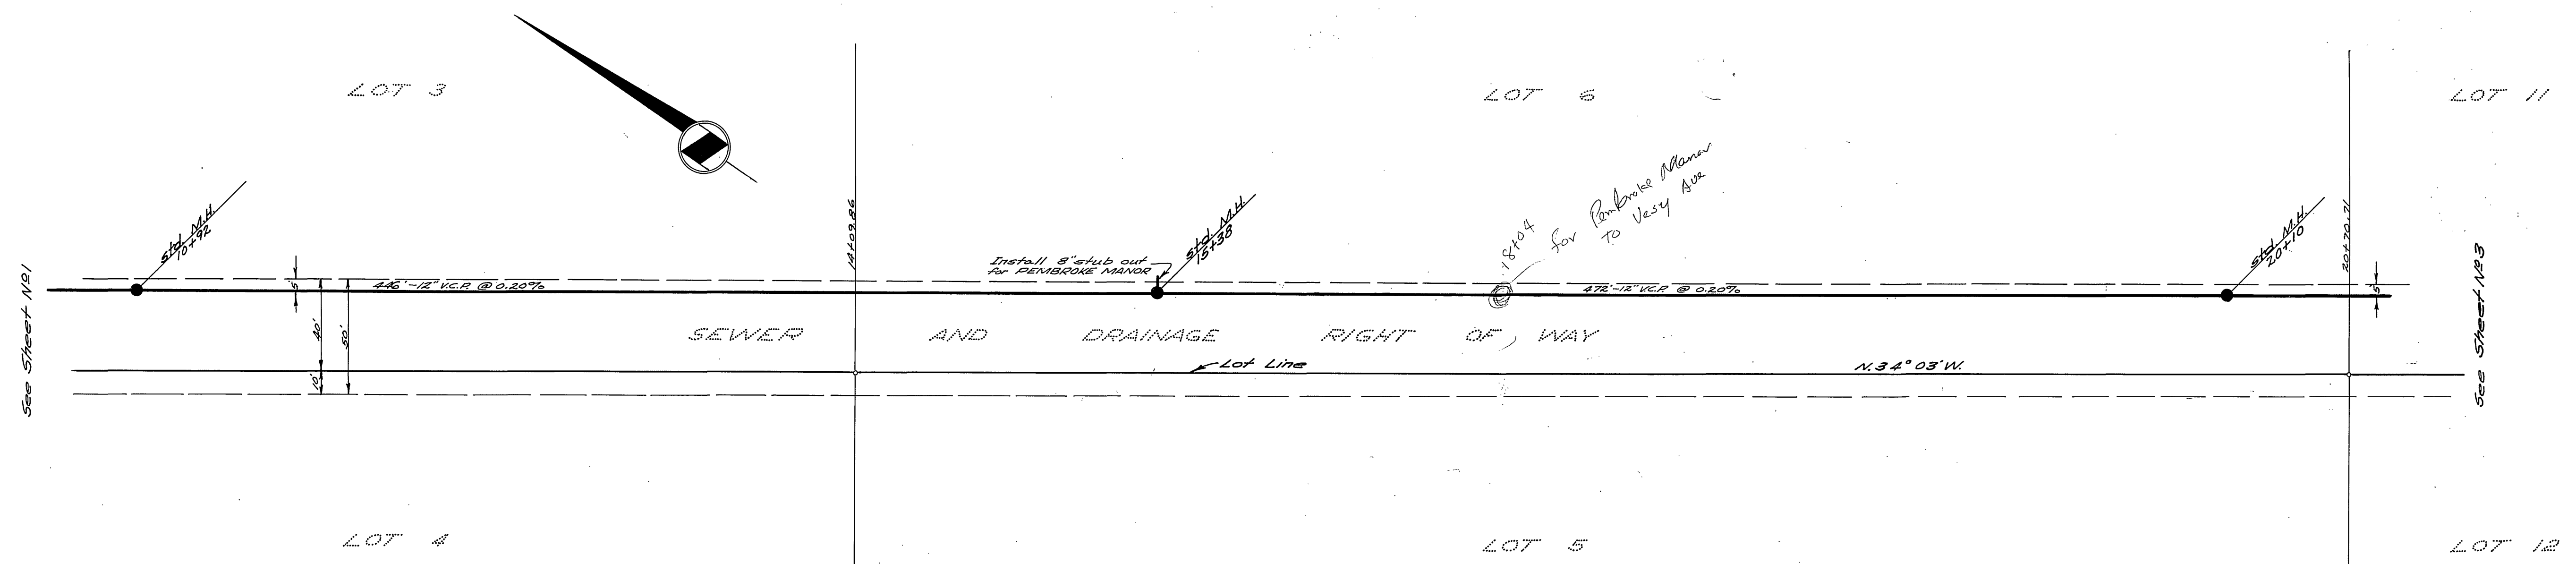 LOT 3
LOT 6
LOT 11
Std. M.H.
10+92
14+09.86
Install 8" stub out
for PEMBROKE MANOR
Std. M.H.
15+38
18+04
for Pembroke Manor
To Vesy Ave
Std. M.H.
20+10
20+70.71
See Sheet Nº1
5'
446'-12" V.C.P. @ 0.20%
472'-12" V.C.P. @ 0.20%
5'
See Sheet Nº3
40'
50'
10'
SEWER AND DRAINAGE RIGHT OF WAY
Lot Line
N.34°03'W.
LOT 4
LOT 5
LOT 12